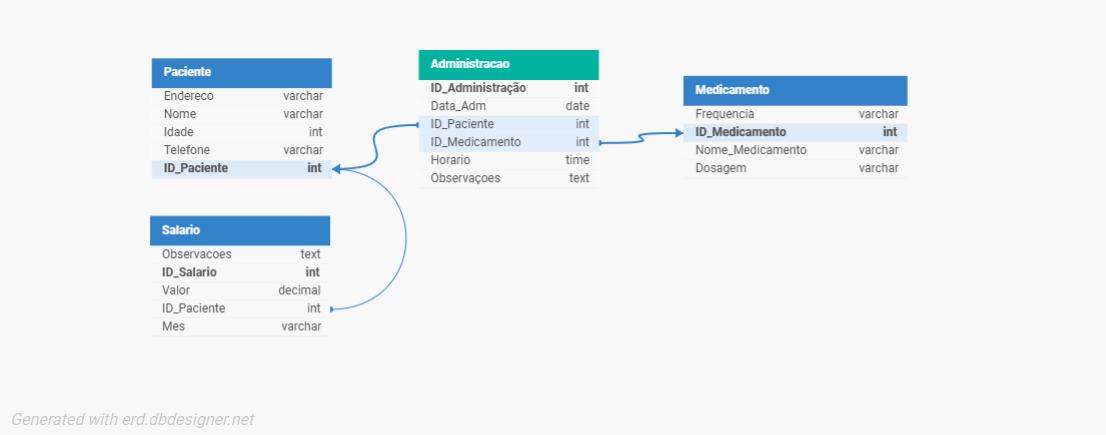 Paciente
Endereco varchar
Nome varchar
Idade int
Telefone varchar
ID_Paciente int
Administracao
ID_Administração int
Data_Adm date
ID_Paciente int
ID_Medicamento int
Horario time
Observaçoes text
Medicamento
Frequencia varchar
ID_Medicamento int
Nome_Medicamento varchar
Dosagem varchar
Salario
Observacoes text
ID_Salario int
Valor decimal
ID_Paciente int
Mes varchar
Generated with erd.dbdesigner.net